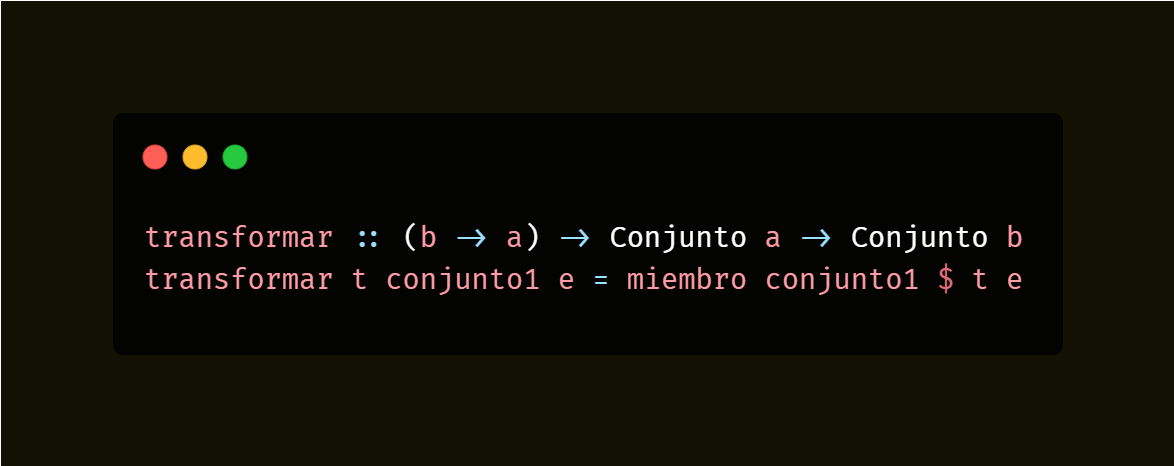 transformar :: (b -> a) -> Conjunto a -> Conjunto b
transformar t conjunto1 e = miembro conjunto1 $ t e